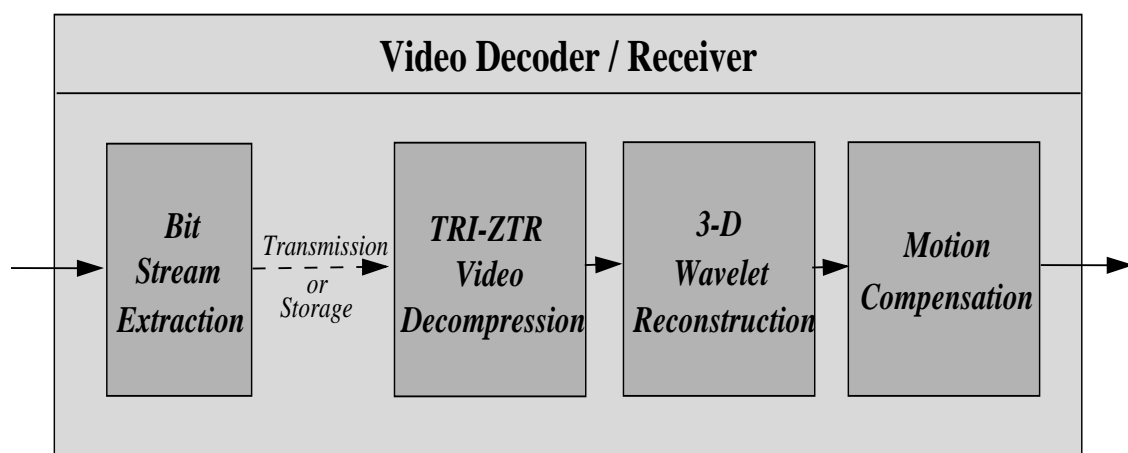 Video Decoder / Receiver
Bit
Stream
Extraction
Transmission
or
Storage
TRI-ZTR
Video
Decompression
3-D
Wavelet
Reconstruction
Motion
Compensation